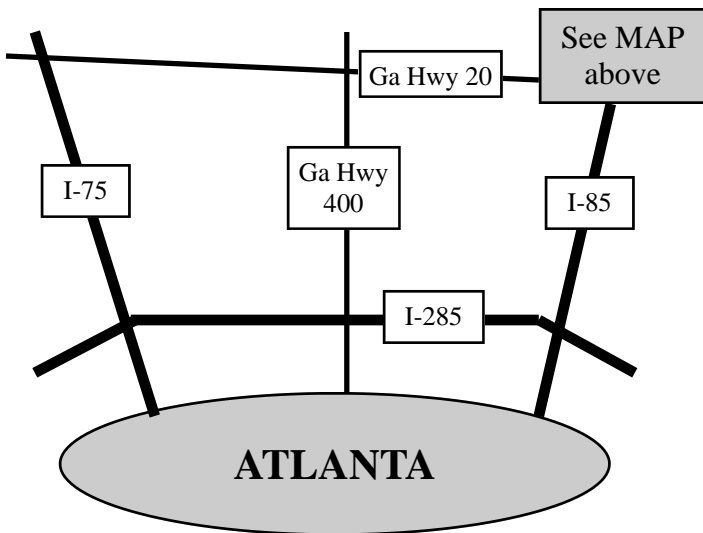 See MAP
above
Ga Hwy 20
Ga Hwy
400
I-75
I-85
I-285
ATLANTA